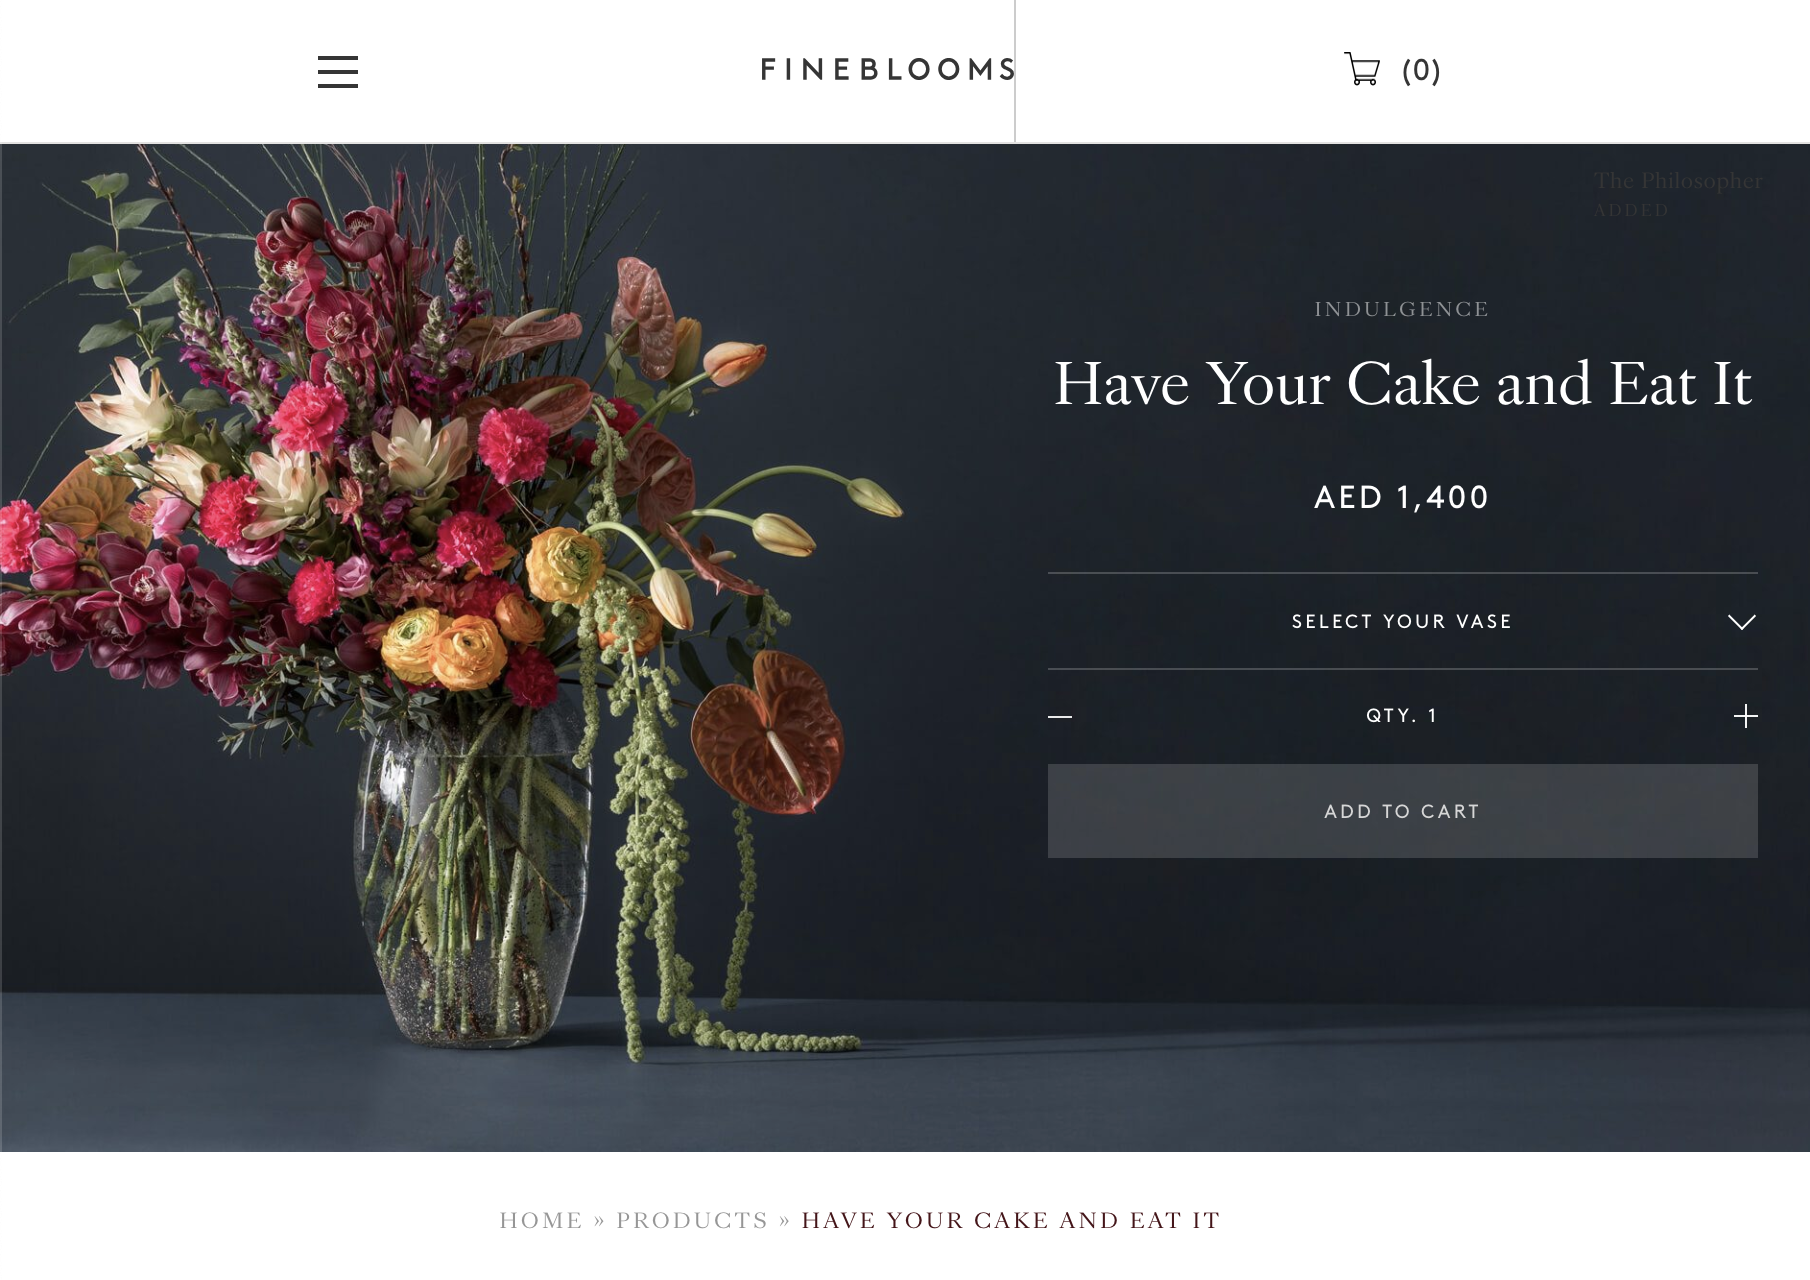 FINEBLOOMS
(0)
The Philosopher
ADDED
INDULGENCE
Have Your Cake and Eat It
AED 1,400
SELECT YOUR VASE
QTY. 1
ADD TO CART
HOME » PRODUCTS » HAVE YOUR CAKE AND EAT IT